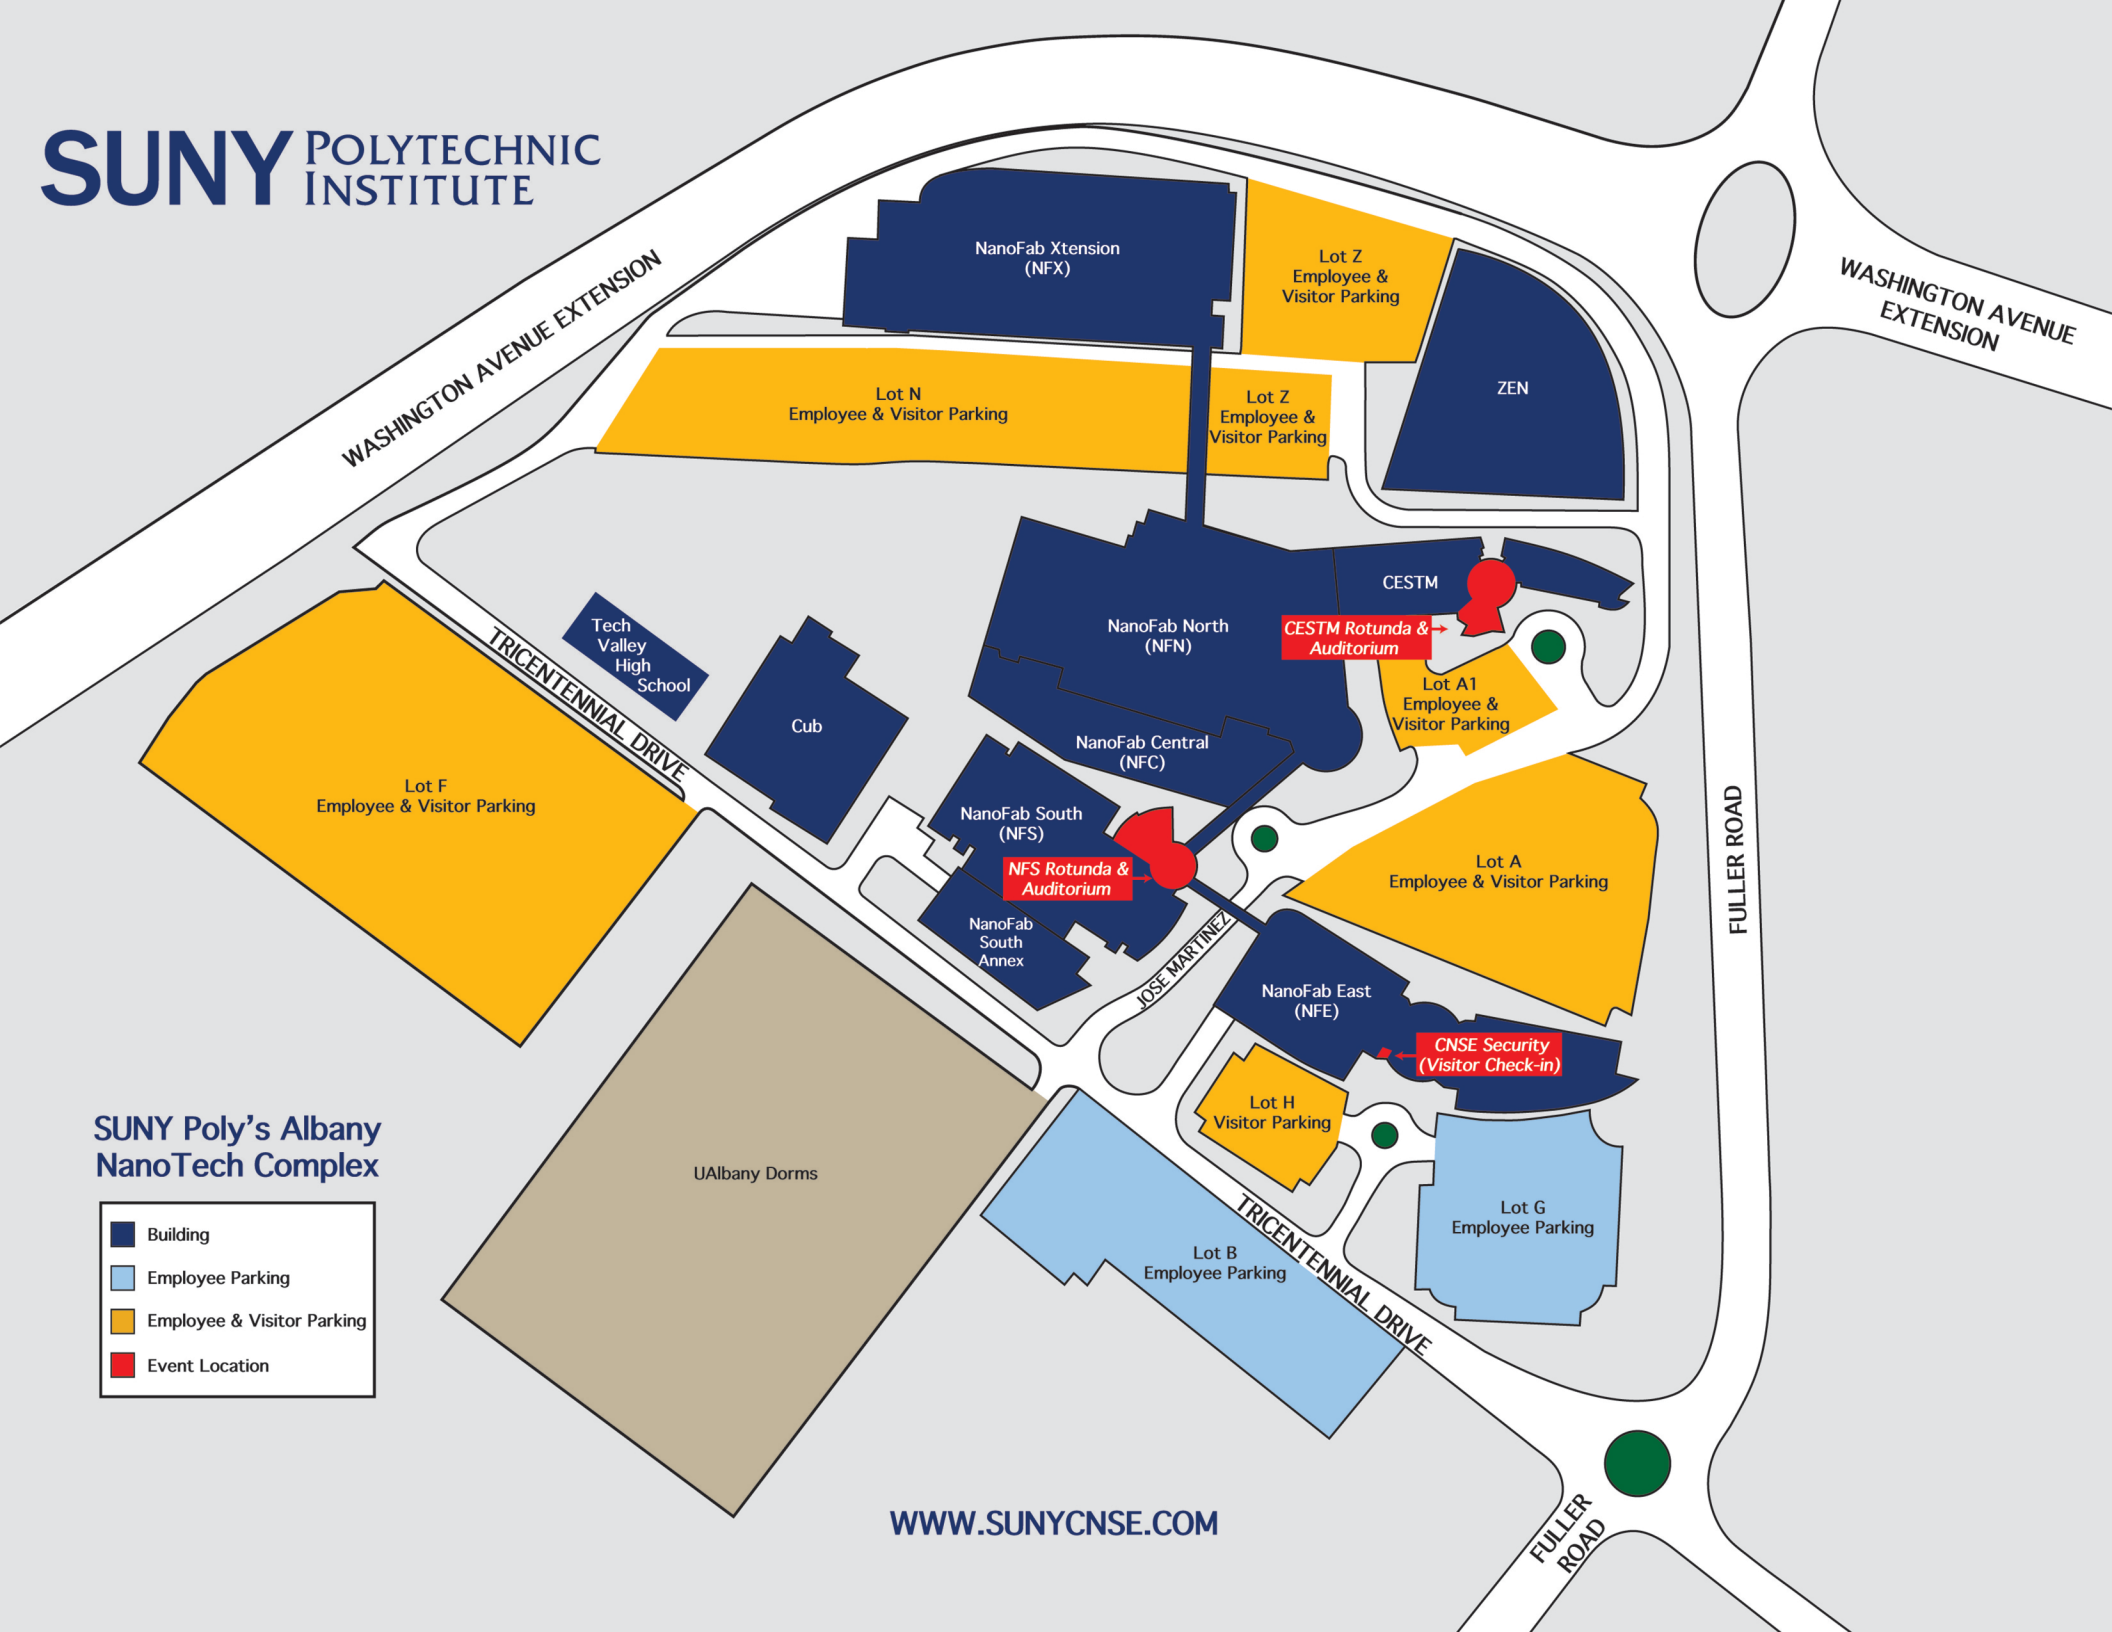 SUNY POLYTECHNIC
INSTITUTE
WASHINGTON AVENUE EXTENSION
WASHINGTON AVENUE
EXTENSION
NanoFab Xtension
(NFX)
Lot Z
Employee &
Visitor Parking
ZEN
Lot N
Employee & Visitor Parking
Lot Z
Employee &
Visitor Parking
CESTM
CESTM Rotunda &
Auditorium
NanoFab North
(NFN)
Lot A1
Employee &
Visitor Parking
Tech
Valley
High
School
TRICENTENNIAL DRIVE
Cub
NanoFab Central
(NFC)
Lot F
Employee & Visitor Parking
NanoFab South
(NFS)
NFS Rotunda &
Auditorium
Lot A
Employee & Visitor Parking
FULLER ROAD
NanoFab
South
Annex
JOSE MARTINEZ
NanoFab East
(NFE)
CNSE Security
(Visitor Check-in)
Lot H
Visitor Parking
UAlbany Dorms
Lot G
Employee Parking
Lot B
Employee Parking
TRICENTENNIAL DRIVE
SUNY Poly's Albany
NanoTech Complex
Building
Employee Parking
Employee & Visitor Parking
Event Location
WWW.SUNYCNSE.COM
FULLER
ROAD